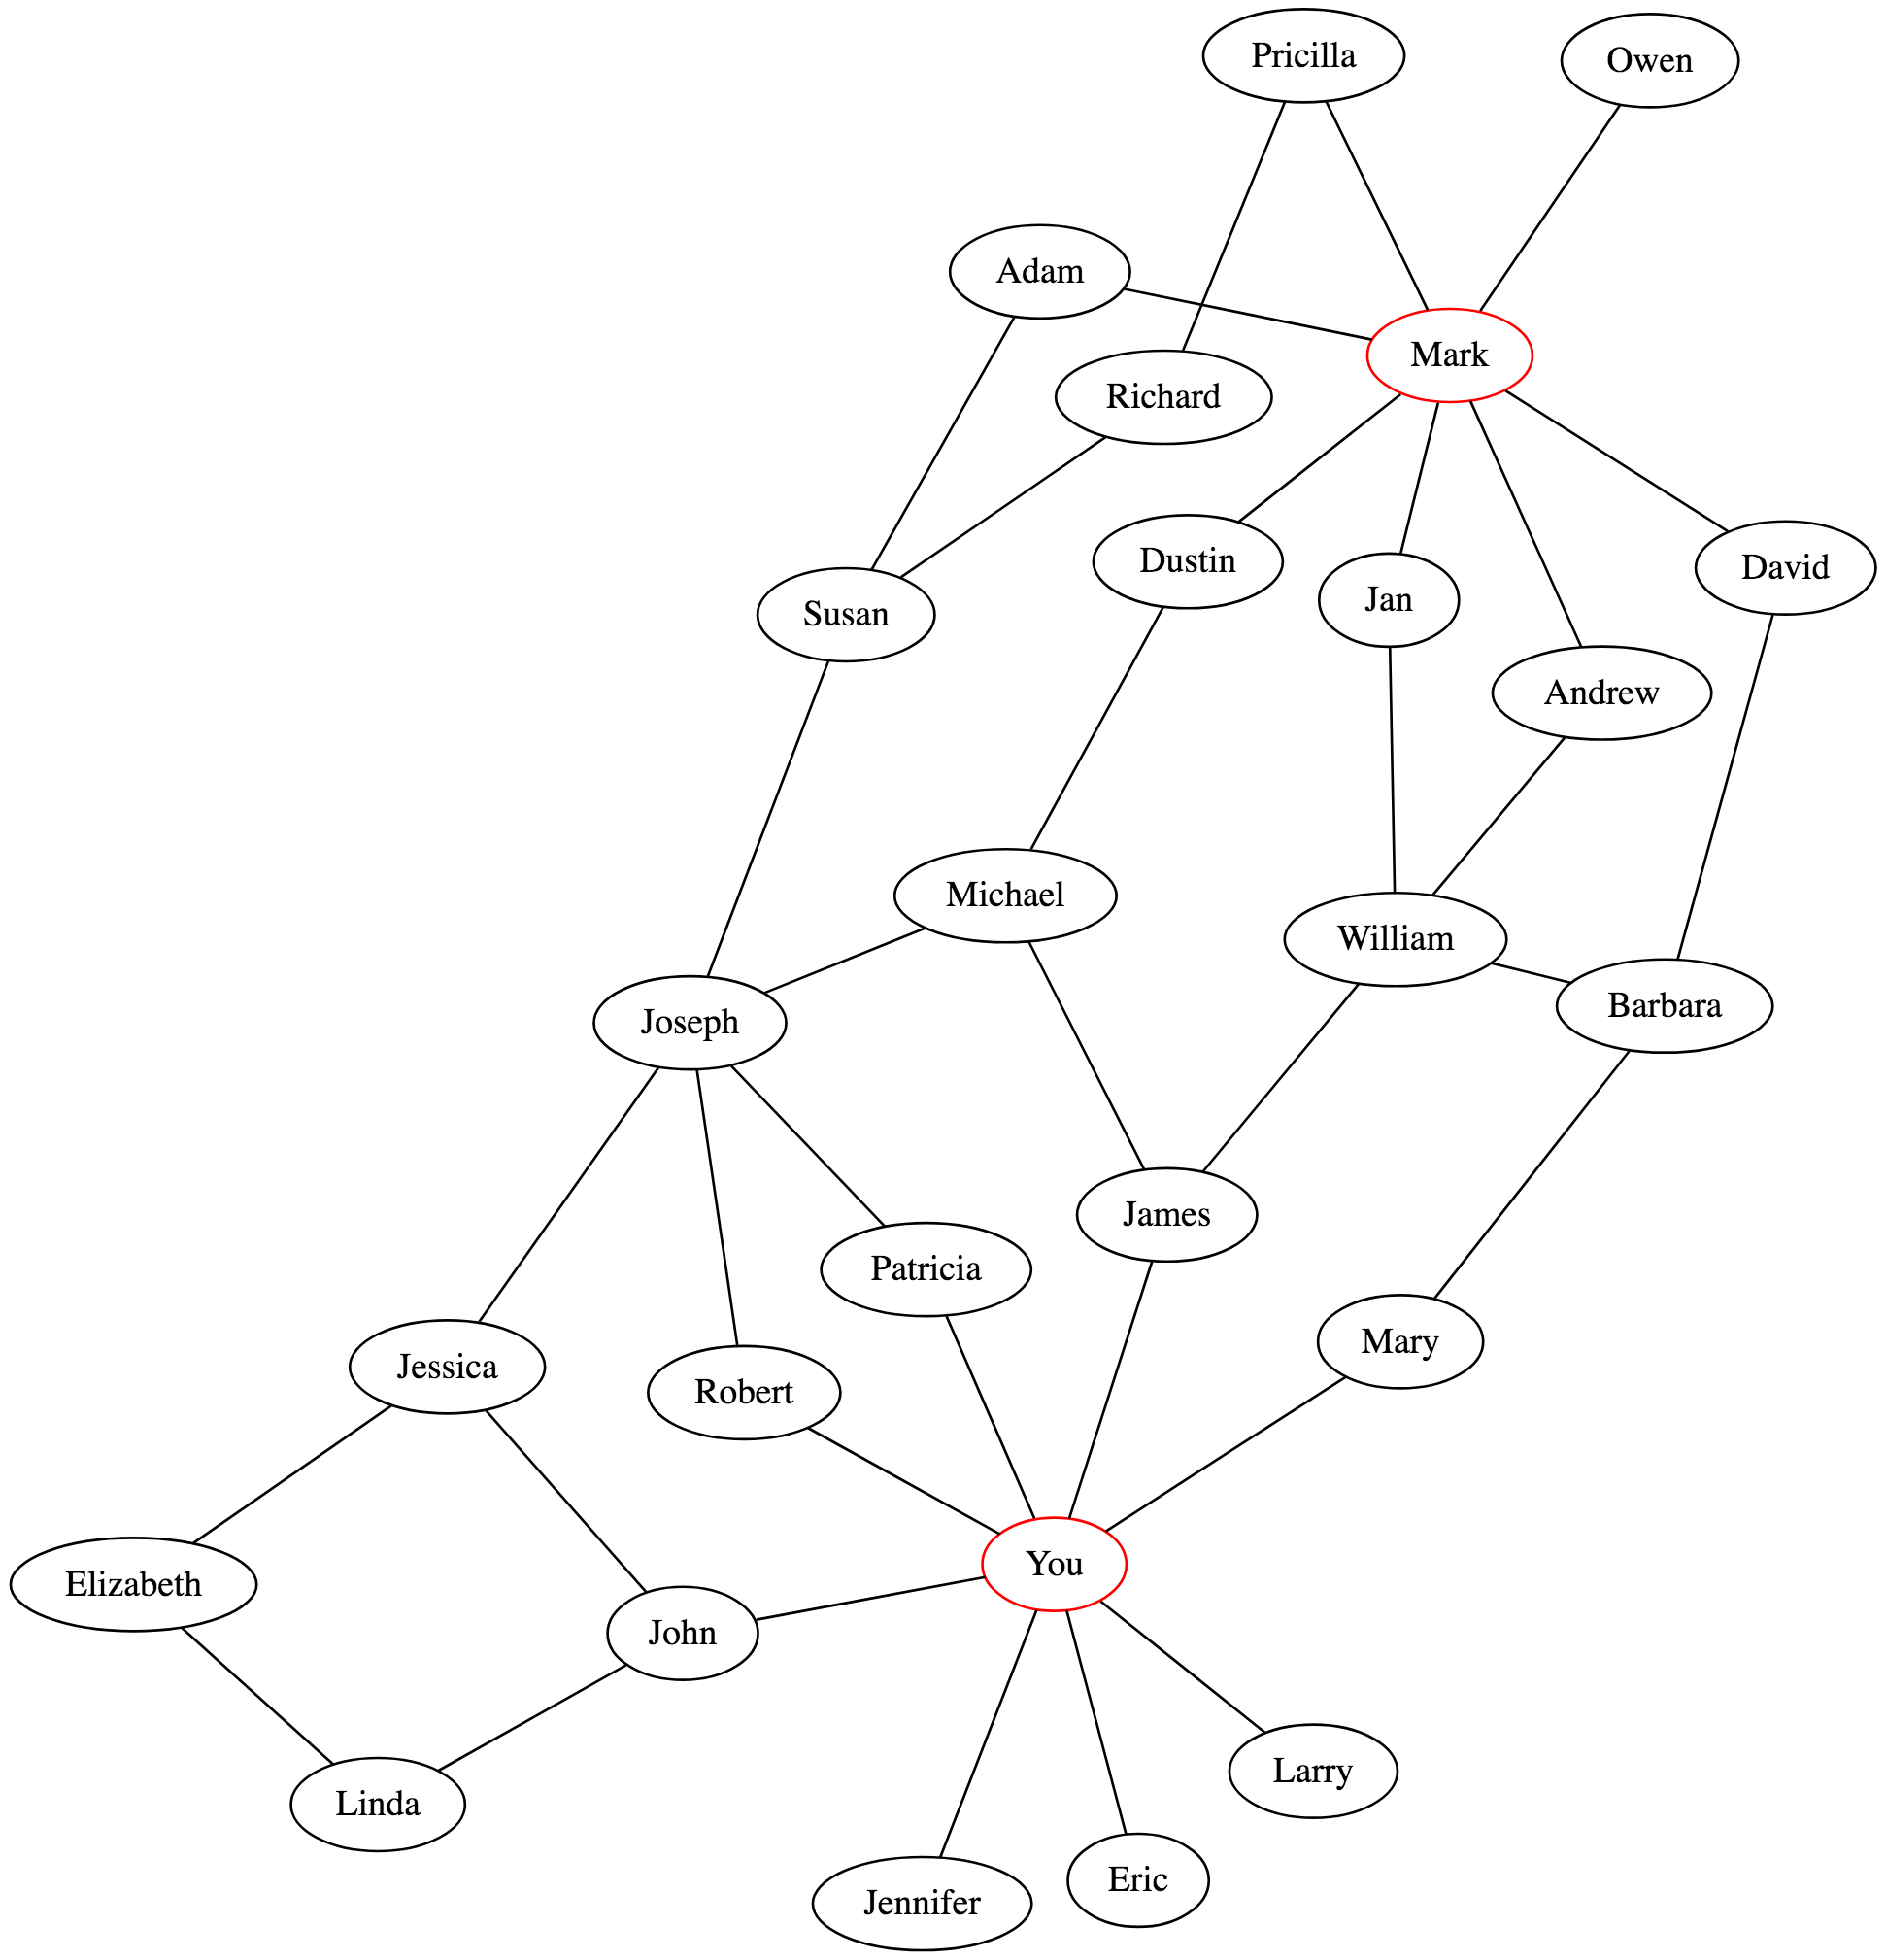 Pricilla
Owen
Adam
Mark
Richard
Dustin
Jan
David
Susan
Andrew
Michael
William
Barbara
Joseph
James
Patricia
Mary
Jessica
Robert
You
Elizabeth
John
Larry
Linda
Eric
Jennifer